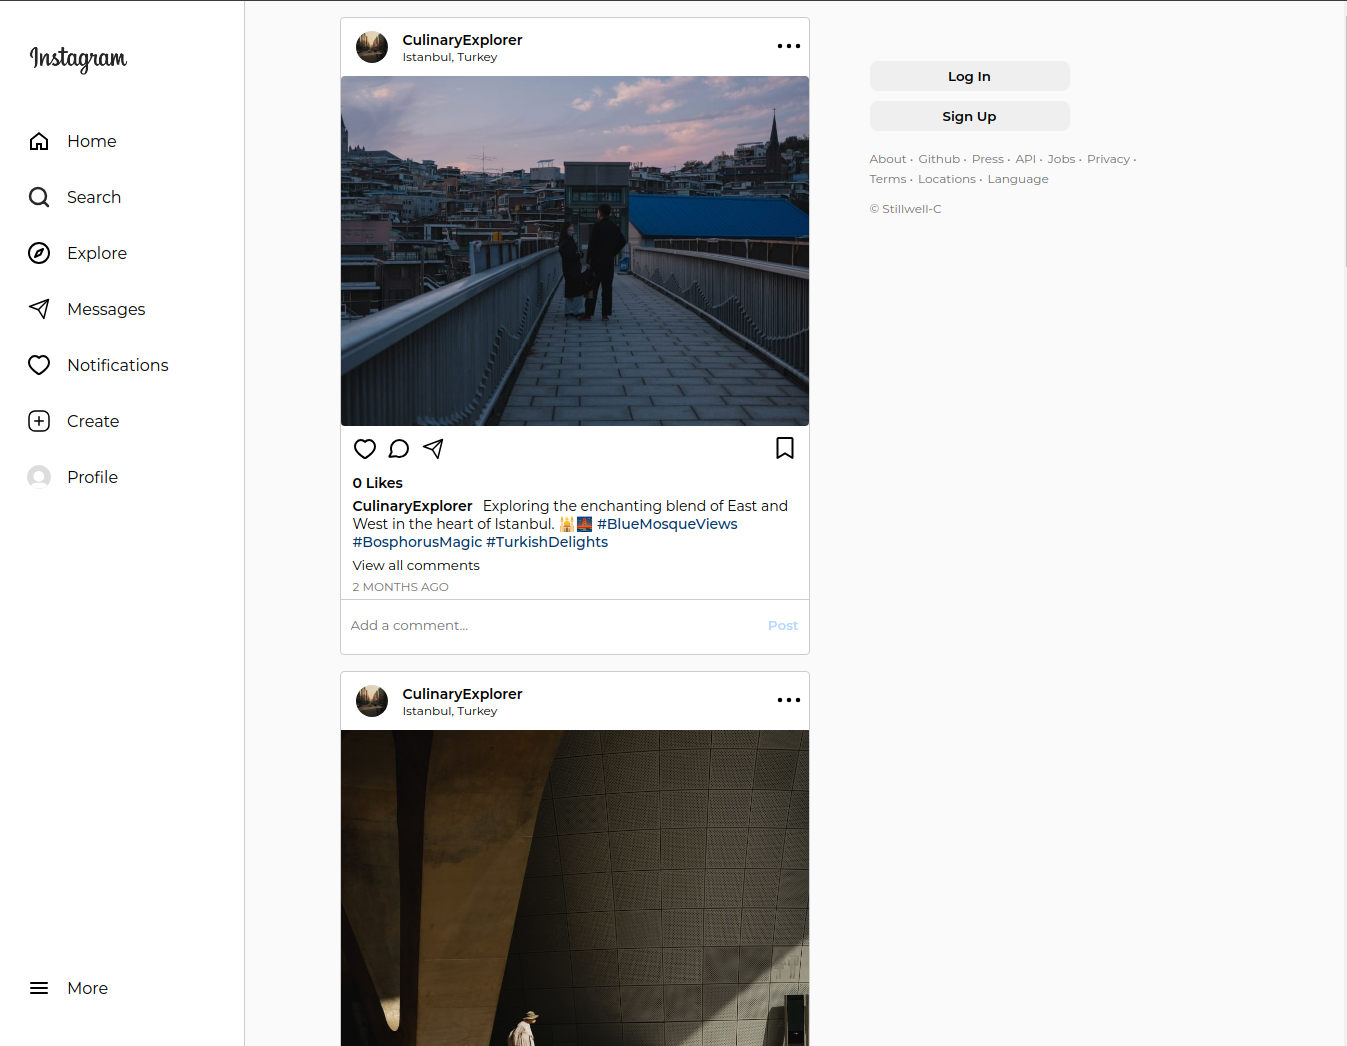 Instagram
Home
Search
Explore
Messages
Notifications
Create
Profile
More
CulinaryExplorer
Istanbul, Turkey
0 Likes
CulinaryExplorer Exploring the enchanting blend of East and
West in the heart of Istanbul. 🕌🌉 #BlueMosqueViews
#BosphorusMagic #TurkishDelights
View all comments
2 MONTHS AGO
Add a comment...
Post
CulinaryExplorer
Istanbul, Turkey
Log In
Sign Up
About · Github · Press · API · Jobs · Privacy ·
Terms · Locations · Language
© Stillwell-C